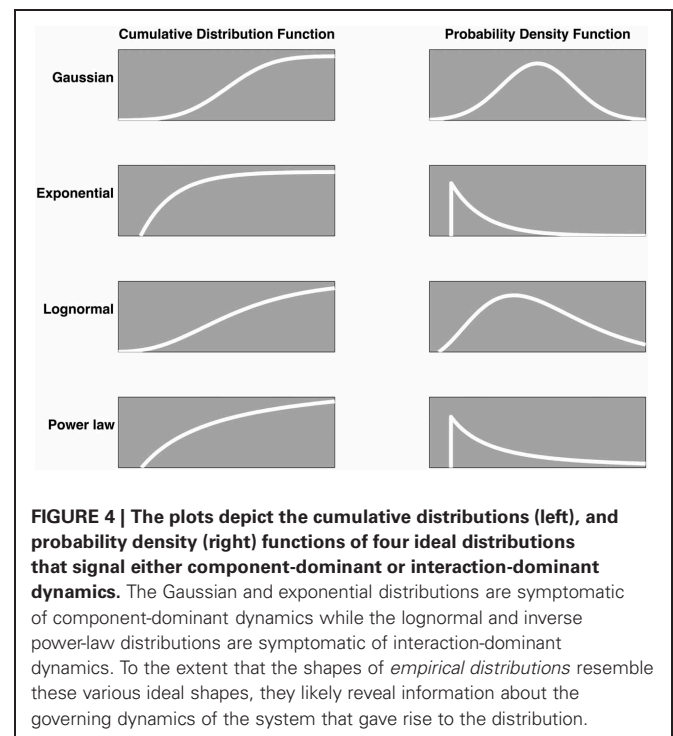 Cumulative Distribution Function
Probability Density Function
Gaussian
Exponential
Lognormal
Power law
FIGURE 4 | The plots depict the cumulative distributions (left), and
probability density (right) functions of four ideal distributions
that signal either component-dominant or interaction-dominant
dynamics. The Gaussian and exponential distributions are symptomatic
of component-dominant dynamics while the lognormal and inverse
power-law distributions are symptomatic of interaction-dominant
dynamics. To the extent that the shapes of empirical distributions resemble
these various ideal shapes, they likely reveal information about the
governing dynamics of the system that gave rise to the distribution.